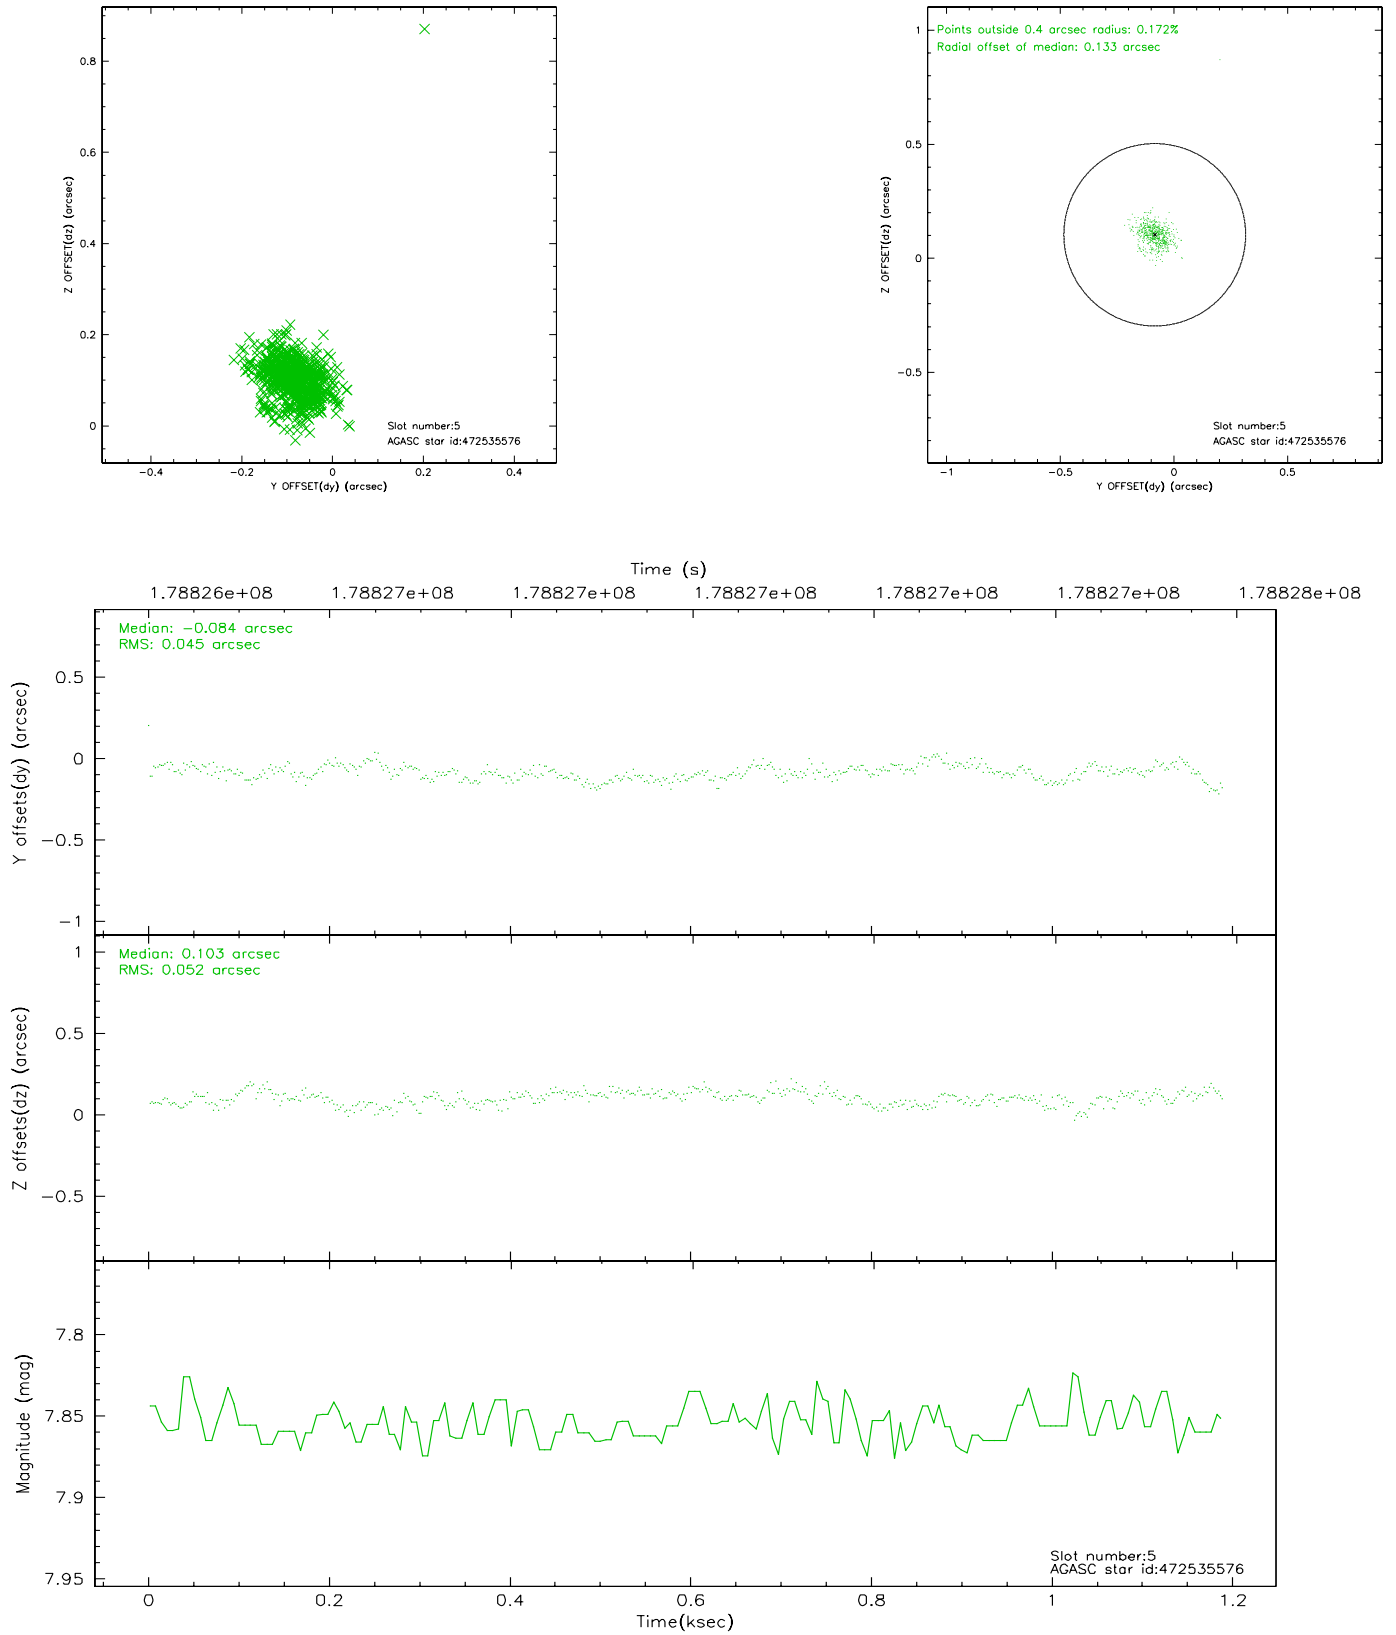 0.8
0.6
0.4
0.2
0
Z OFFSET(dz) (arcsec)
Slot number:5
AGASC star id:472535576
−0.4 −0.2 0 0.2 0.4
Y OFFSET(dy) (arcsec)
Points outside 0.4 arcsec radius: 0.172%
Radial offset of median: 0.133 arcsec
1
0.5
0
−0.5
Z OFFSET(dz) (arcsec)
Slot number:5
AGASC star id:472535576
−1 −0.5 0 0.5
Y OFFSET(dy) (arcsec)
Time (s)
1.78826e+08 1.78827e+08 1.78827e+08 1.78827e+08 1.78827e+08 1.78827e+08 1.78828e+08
Median: −0.084 arcsec
RMS: 0.045 arcsec
0.5
0
−0.5
−1
Y offsets(dy) (arcsec)
Median: 0.103 arcsec
RMS: 0.052 arcsec
1
0.5
0
−0.5
Z offsets(dz) (arcsec)
7.8
7.85
7.9
7.95
Magnitude (mag)
Slot number:5
AGASC star id:472535576
0 0.2 0.4 0.6 0.8 1 1.2
Time(ksec)